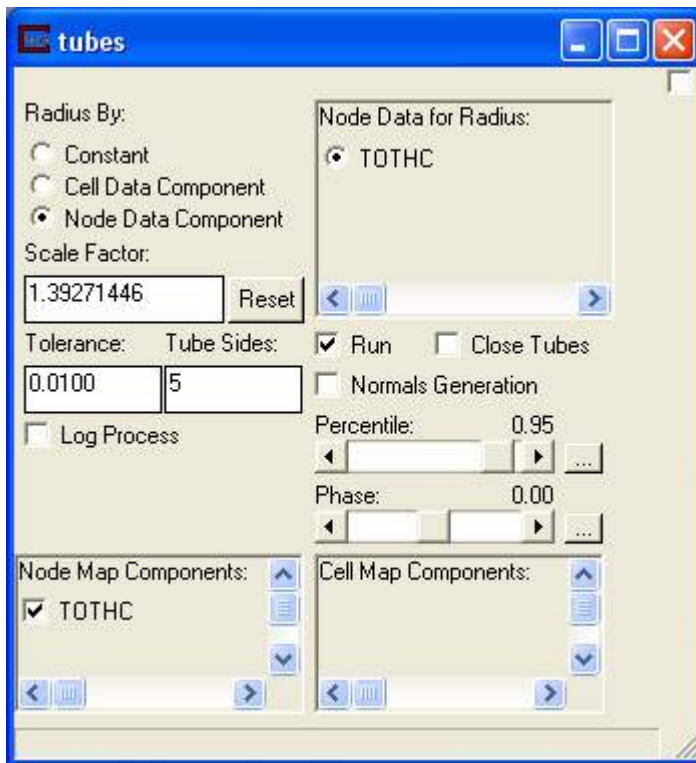 tubes
Radius By:
Constant
Cell Data Component
Node Data Component
Scale Factor:
1.39271446
Reset
Node Data for Radius:
TOTHC
Tolerance: Tube Sides:
0.0100 5
Log Process
Run Close Tubes
Normals Generation
Percentile: 0.95
...
Phase: 0.00
...
Node Map Components:
TOTHC
Cell Map Components: